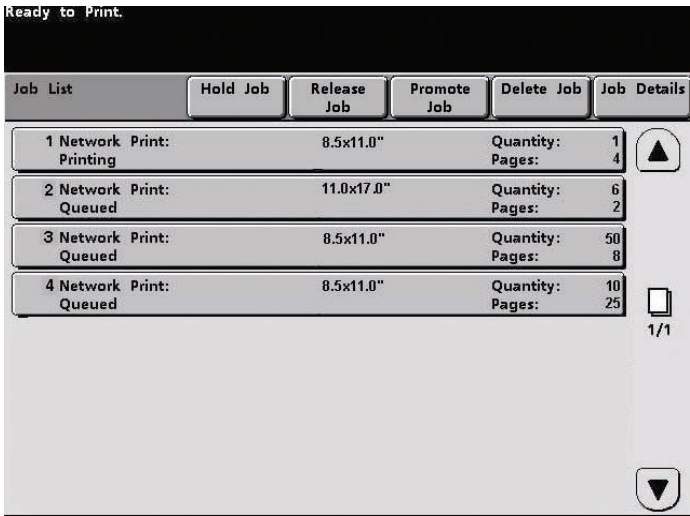 Ready to Print.
Job List
Hold Job
Release
Job
Promote
Job
Delete Job
Job Details
1 Network Print: 8.5x11.0" Quantity: 1
Printing Pages: 4
2 Network Print: 11.0x17.0" Quantity: 6
Queued Pages: 2
3 Network Print: 8.5x11.0" Quantity: 50
Queued Pages: 8
4 Network Print: 8.5x11.0" Quantity: 10
Queued Pages: 25
1/1